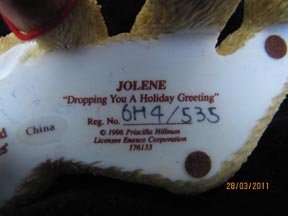 JOLENE
"Dropping You A Holiday Greeting"
Reg. No. 6H4/535
© 1996 Priscilla Hillman
Licensee Enesco Corporation
176133
China
28/03/2011